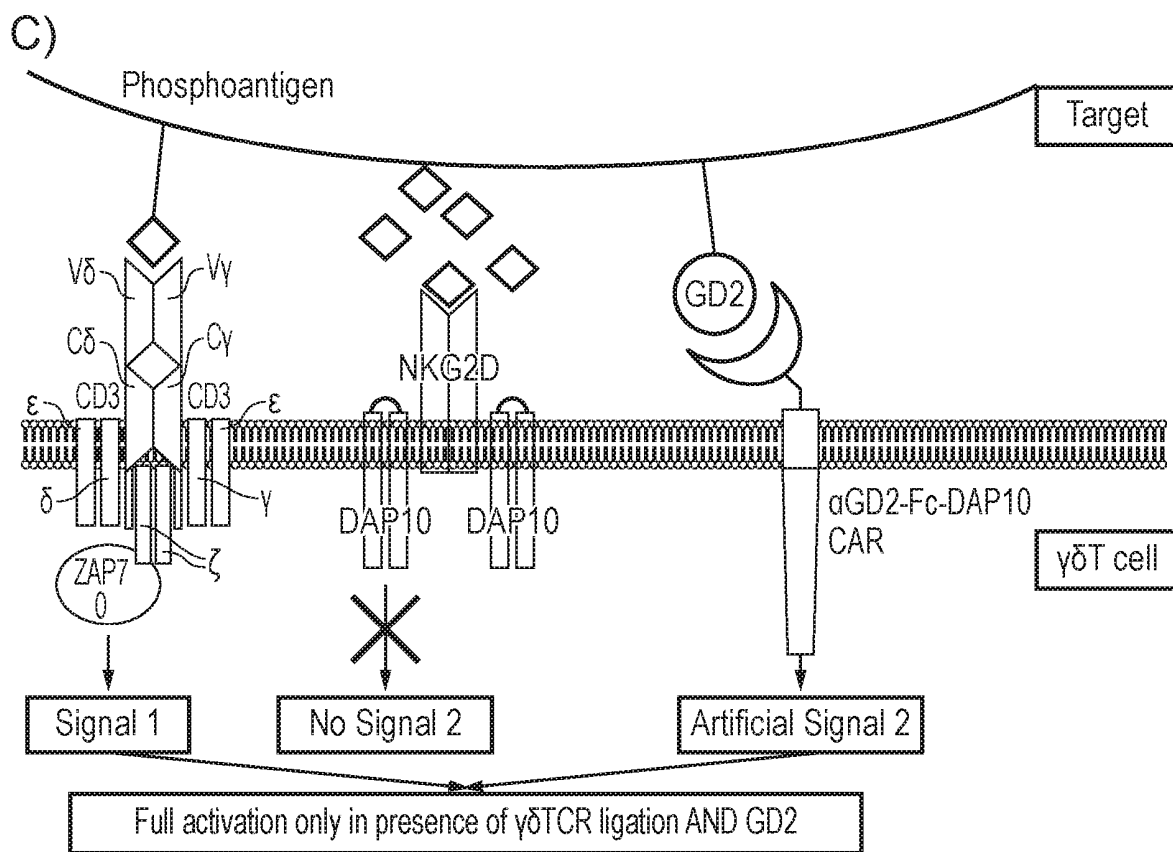 C)
Phosphoantigen
Target
Vδ
Vγ
GD2
Cδ
Cγ
NKG2D
CD3
CD3
ε
ε
δ
γ
DAP10
DAP10
αGD2-Fc-DAP10
CAR
γδT cell
ζ
ZAP7
0
Signal 1
No Signal 2
Artificial Signal 2
Full activation only in presence of γδTCR ligation AND GD2